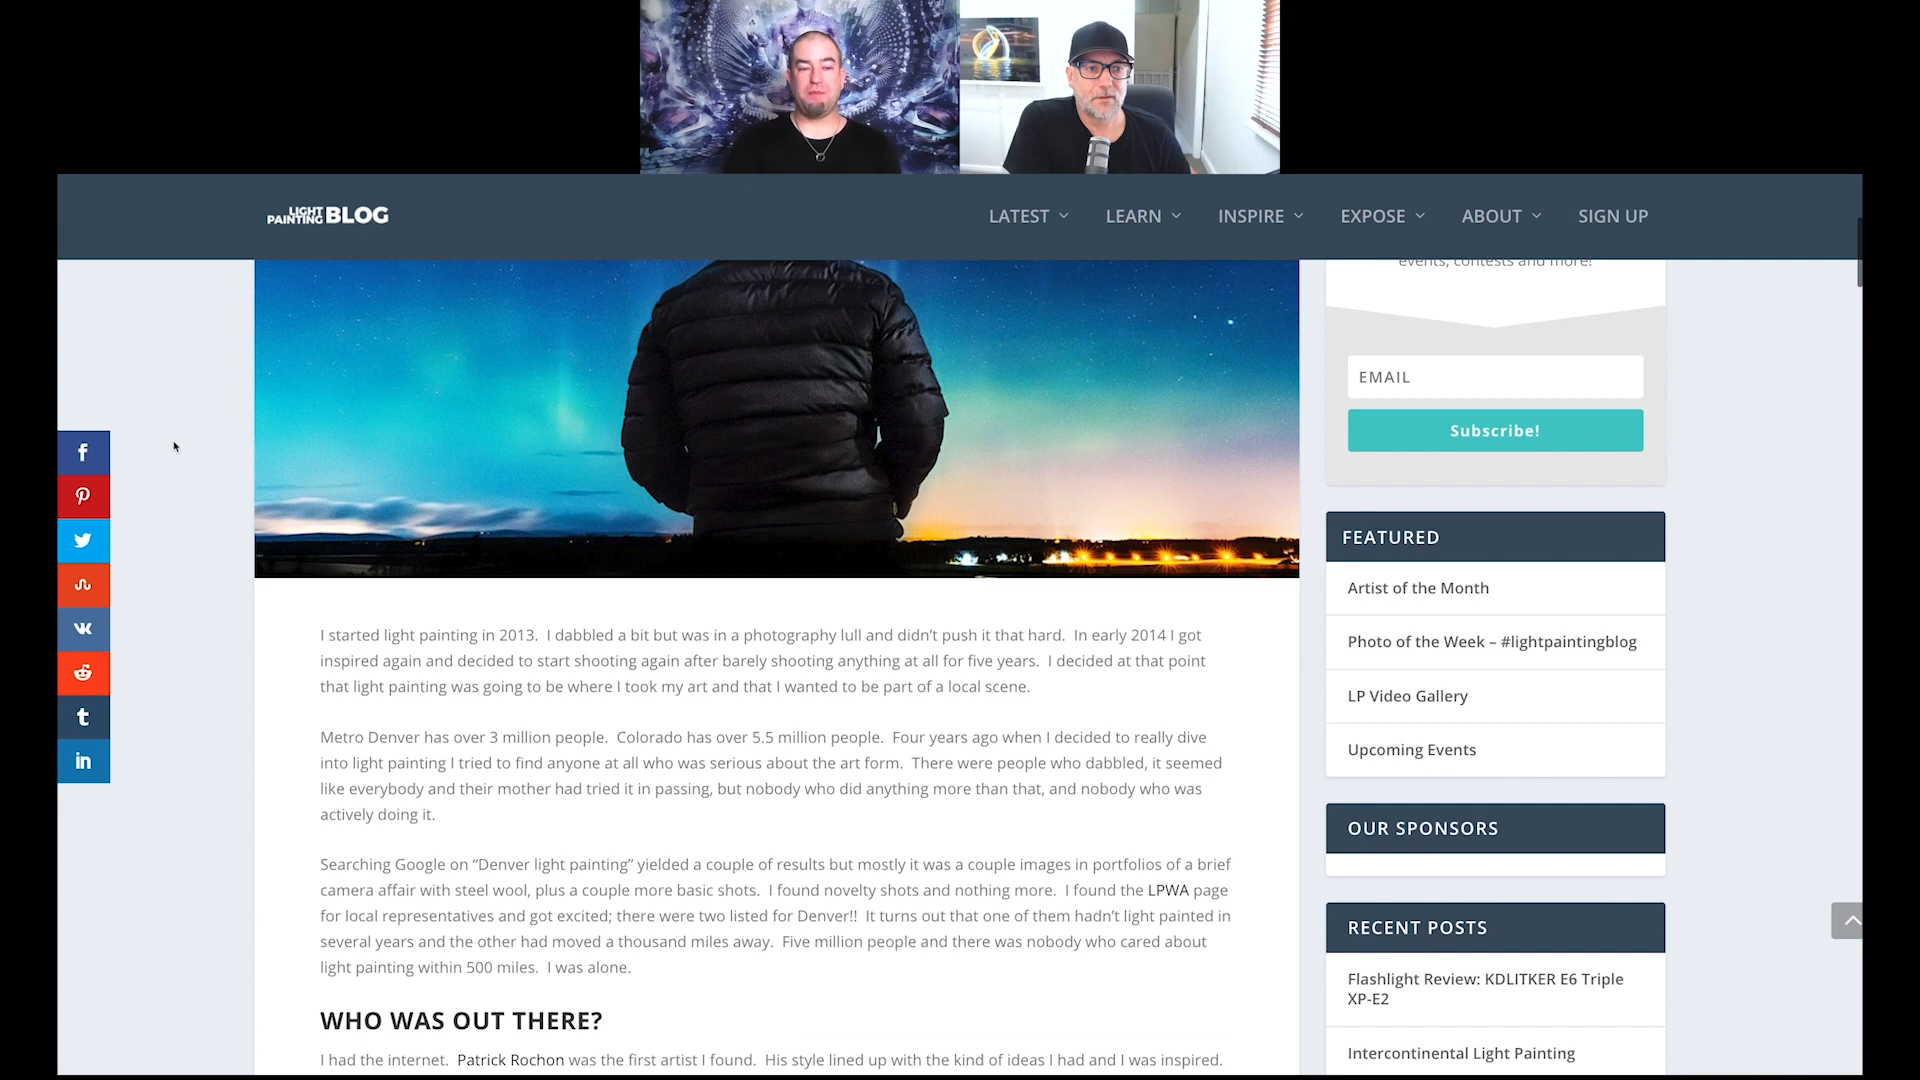 LIGHT PAINTING BLOG
LATEST LEARN INSPIRE EXPOSE ABOUT SIGN UP
events, contests and more!
EMAIL
Subscribe!
FEATURED
Artist of the Month
Photo of the Week – #lightpaintingblog
LP Video Gallery
Upcoming Events
OUR SPONSORS
RECENT POSTS
Flashlight Review: KDLITKER E6 Triple
XP-E2
Intercontinental Light Painting
I started light painting in 2013.  I dabbled a bit but was in a photography lull and didn’t push it that hard.  In early 2014 I got
inspired again and decided to start shooting again after barely shooting anything at all for five years.  I decided at that point
that light painting was going to be where I took my art and that I wanted to be part of a local scene.
Metro Denver has over 3 million people.  Colorado has over 5.5 million people.  Four years ago when I decided to really dive
into light painting I tried to find anyone at all who was serious about the art form.  There were people who dabbled, it seemed
like everybody and their mother had tried it in passing, but nobody who did anything more than that, and nobody who was
actively doing it.
Searching Google on “Denver light painting” yielded a couple of results but mostly it was a couple images in portfolios of a brief
camera affair with steel wool, plus a couple more basic shots.  I found novelty shots and nothing more.  I found the LPWA page
for local representatives and got excited; there were two listed for Denver!!  It turns out that one of them hadn’t light painted in
several years and the other had moved a thousand miles away.  Five million people and there was nobody who cared about
light painting within 500 miles.  I was alone.
WHO WAS OUT THERE?
I had the internet.  Patrick Rochon was the first artist I found.  His style lined up with the kind of ideas I had and I was inspired.